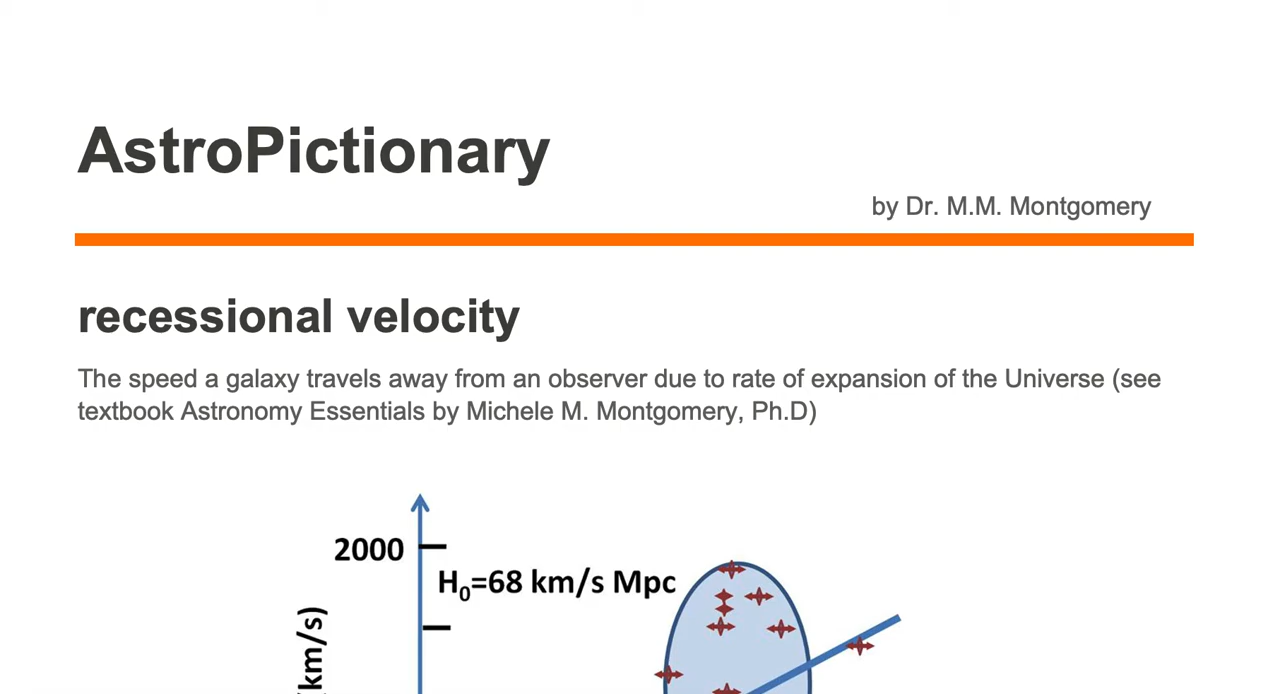 AstroPictionary
by Dr. M.M. Montgomery
recessional velocity
The speed a galaxy travels away from an observer due to rate of expansion of the Universe (see
textbook Astronomy Essentials by Michele M. Montgomery, Ph.D)
2000
H₀=68 km/s Mpc
(km/s)